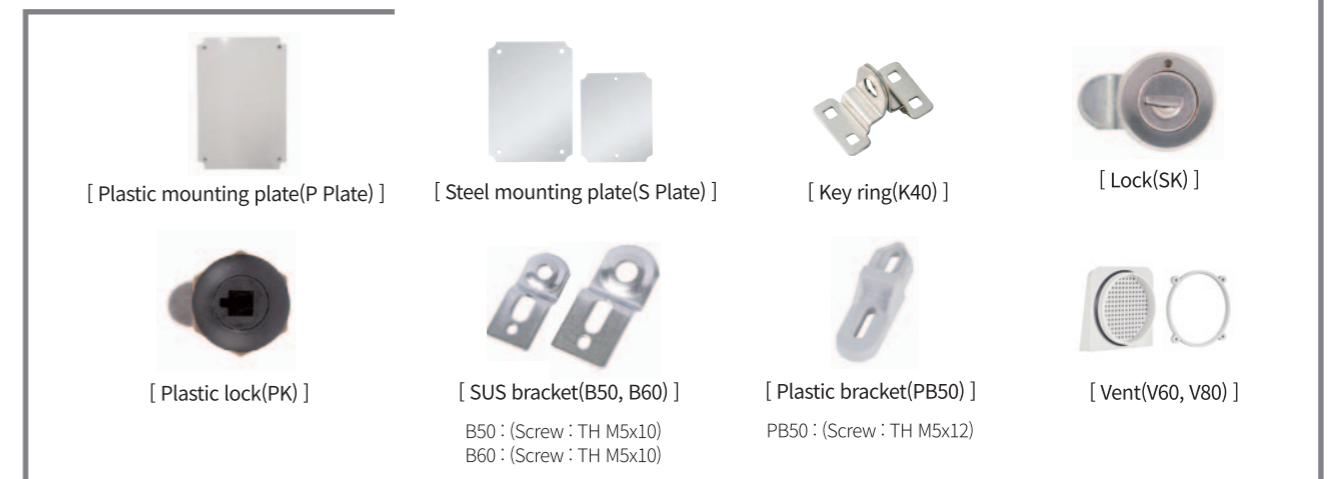 [ Plastic mounting plate(P Plate) ]
[ Steel mounting plate(S Plate) ]
[ Key ring(K40) ]
[ Lock(SK) ]
[ Plastic lock(PK) ]
[ SUS bracket(B50, B60) ]
B50 : (Screw : TH M5x10)
B60 : (Screw : TH M5x10)
[ Plastic bracket(PB50) ]
PB50 : (Screw : TH M5x12)
[ Vent(V60, V80) ]